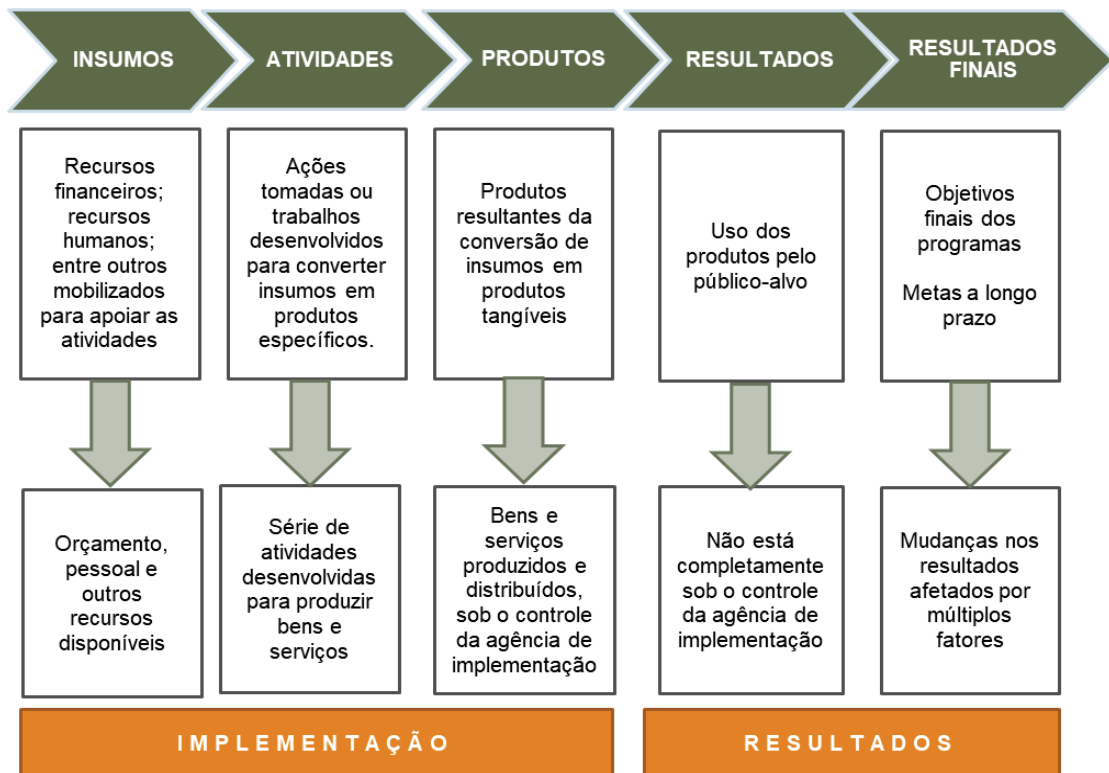 INSUMOS
ATIVIDADES
PRODUTOS
RESULTADOS
RESULTADOS
FINAIS
Recursos
financeiros;
recursos
humanos;
entre outros
mobilizados
para apoiar as
atividades
Ações
tomadas ou
trabalhos
desenvolvidos
para converter
insumos em
produtos
específicos.
Produtos
resultantes da
conversão de
insumos em
produtos
tangíveis
Uso dos
produtos pelo
público-alvo
Objetivos
finais dos
programas
Metas a longo
prazo
Orçamento,
pessoal e
outros
recursos
disponíveis
Série de
atividades
desenvolvidas
para produzir
bens e
serviços
Bens e
serviços
produzidos e
distribuídos,
sob o controle
da agência de
implementação
Não está
completamente
sob o controle
da agência de
implementação
Mudanças nos
resultados
afetados por
múltiplos
fatores
IMPLEMENTAÇÃO
RESULTADOS